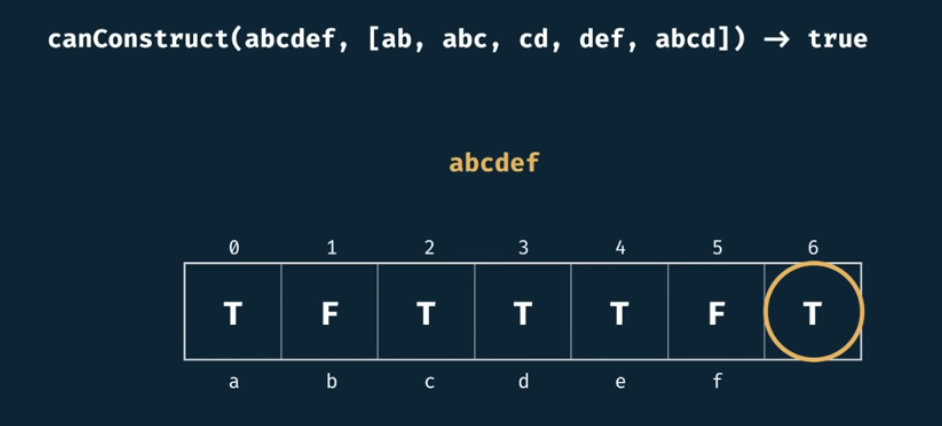 canConstruct(abcdef, [ab, abc, cd, def, abcd]) → true
abcdef
0 1 2 3 4 5 6
T F T T T F T
a b c d e f